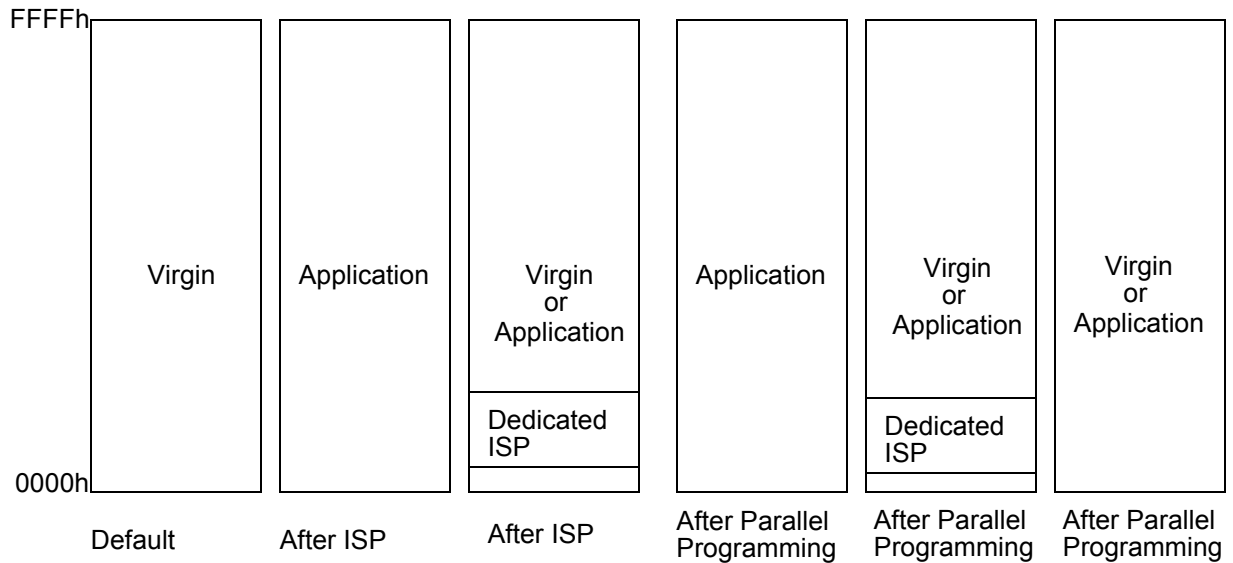 FFFFh
Virgin
Application
Virgin
or
Application
Dedicated
ISP
Application
Virgin
or
Application
Dedicated
ISP
Virgin
or
Application
0000h
Default
After ISP
After ISP
After Parallel
Programming
After Parallel
Programming
After Parallel
Programming